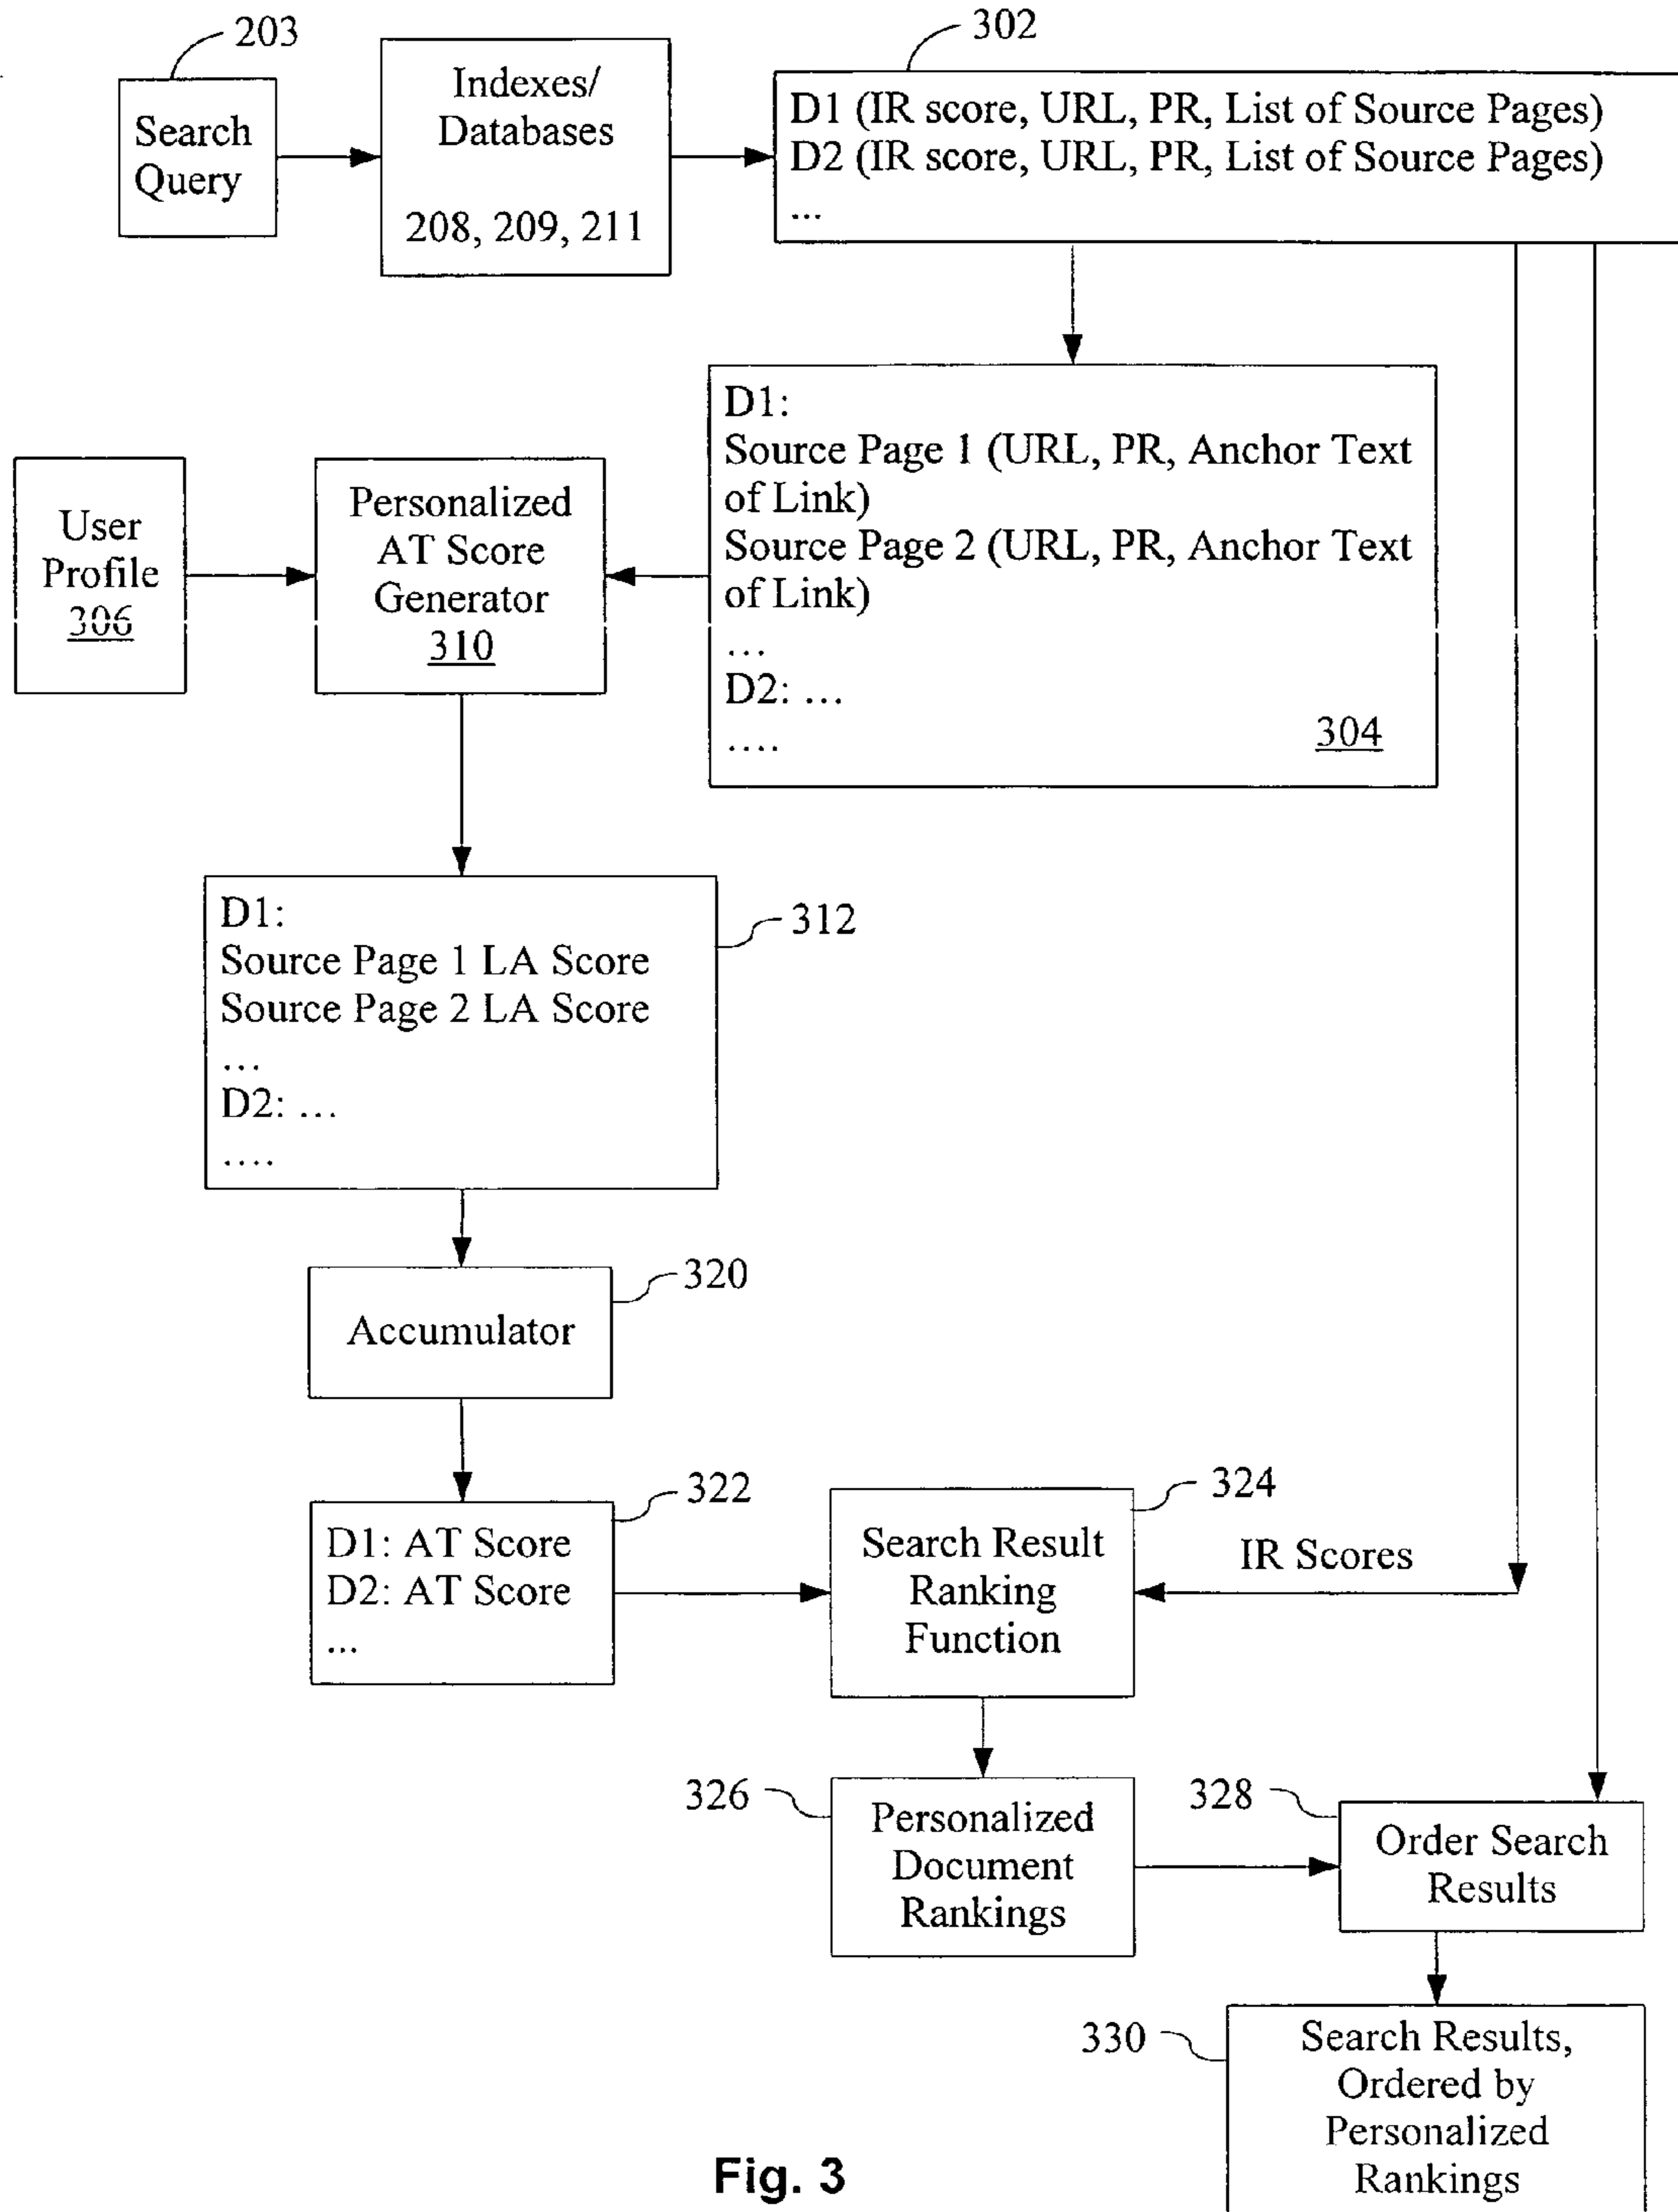 203
Search
Query
Indexes/
Databases
208, 209, 211
302
D1 (IR score, URL, PR, List of Source Pages)
D2 (IR score, URL, PR, List of Source Pages)
...
D1:
Source Page 1 (URL, PR, Anchor Text
of Link)
Source Page 2 (URL, PR, Anchor Text
of Link)
...
D2: ...
....
304
User
Profile
306
Personalized
AT Score
Generator
310
D1:
Source Page 1 LA Score
Source Page 2 LA Score
...
D2: ...
....
312
Accumulator
320
D1: AT Score
D2: AT Score
...
322
Search Result
Ranking
Function
324
IR Scores
326
Personalized
Document
Rankings
328
Order Search
Results
330
Search Results,
Ordered by
Personalized
Rankings
Fig. 3